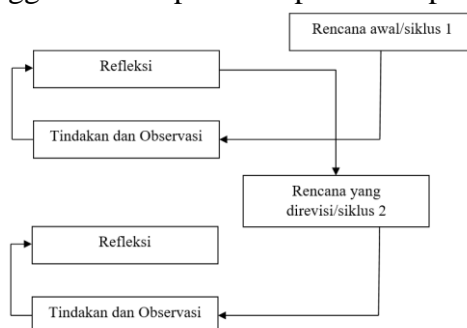 Rencana awal/siklus 1
Refleksi
Tindakan dan Observasi
Rencana yang
direvisi/siklus 2
Refleksi
Tindakan dan Observasi